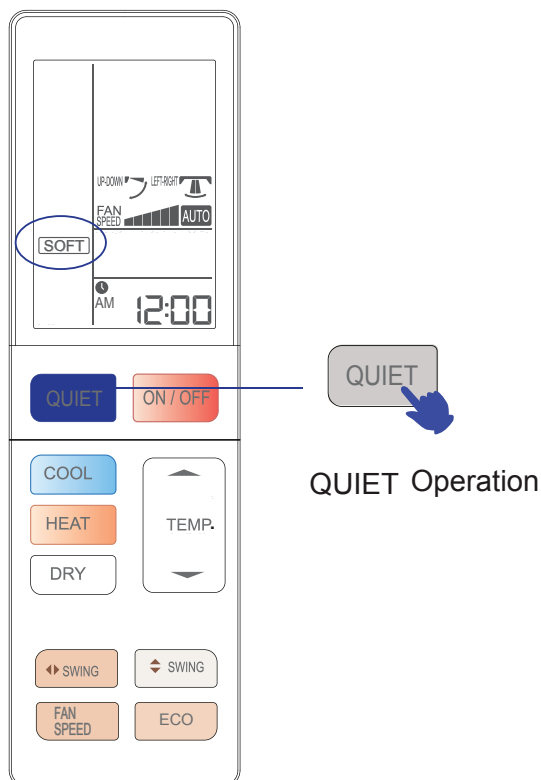 UP-DOWN LEFT-RIGHT
FAN
SPEED AUTO
SOFT
AM 12:00
QUIET ON / OFF
QUIET
QUIET Operation
COOL
HEAT
TEMP.
DRY
SWING SWING
FAN
SPEED
ECO